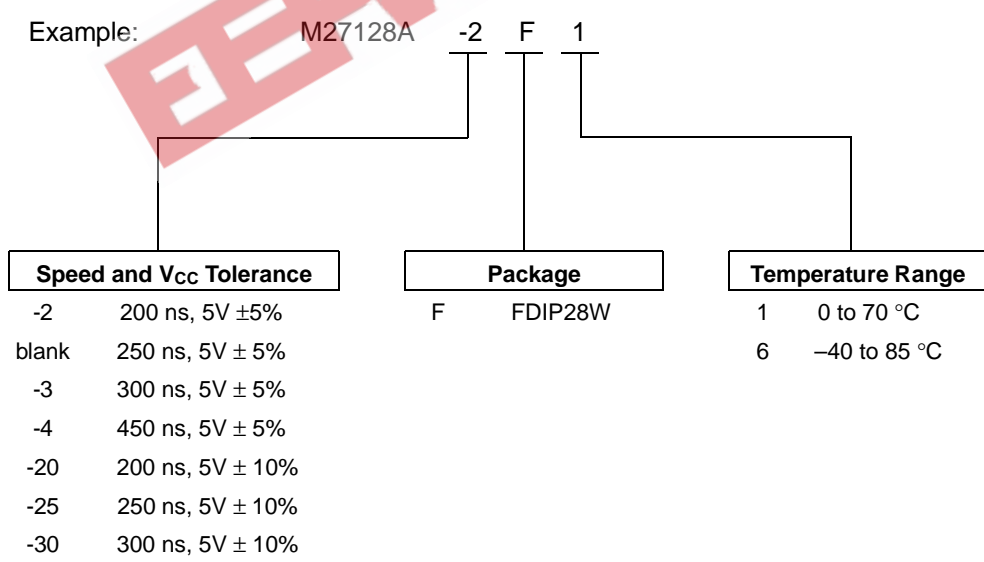 Example: M27128A -2 F 1
Speed and VCC Tolerance Package Temperature Range
-2 200 ns, 5V ±5% F FDIP28W 1 0 to 70 °C
blank 250 ns, 5V ± 5% 6 –40 to 85 °C
-3 300 ns, 5V ± 5%
-4 450 ns, 5V ± 5%
-20 200 ns, 5V ± 10%
-25 250 ns, 5V ± 10%
-30 300 ns, 5V ± 10%